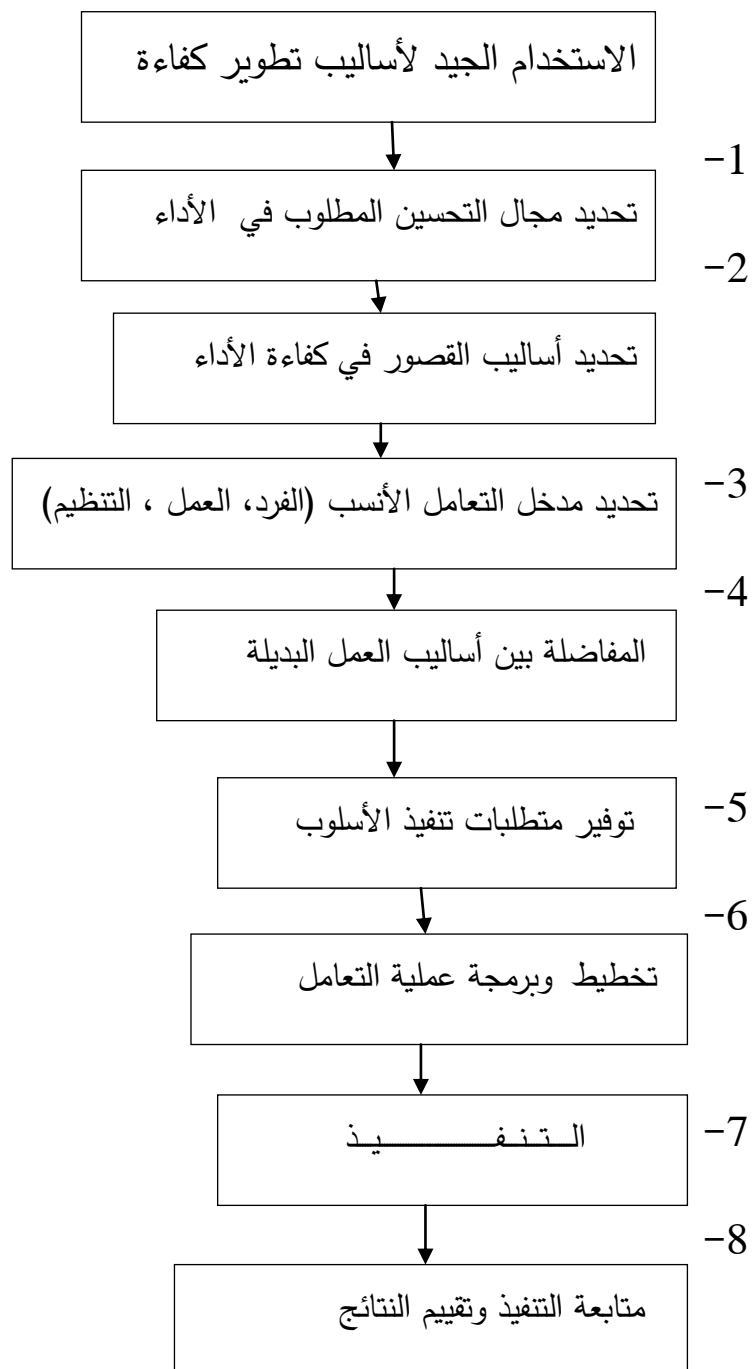 الاستخدام الجيد لأساليب تطوير كفاءة
1-
تحديد مجال التحسين المطلوب في الأداء
2-
تحديد أساليب القصور في كفاءة الأداء
3-
تحديد مدخل التعامل الأنسب (الفرد، العمل ، التنظيم)
4-
المفاضلة بين أساليب العمل البديلة
5-
توفير متطلبات تنفيذ الأسلوب
6-
تخطيط وبرمجة عملية التعامل
7-
الـتـنـفـــــــيـذ
8-
متابعة التنفيذ وتقييم النتائج